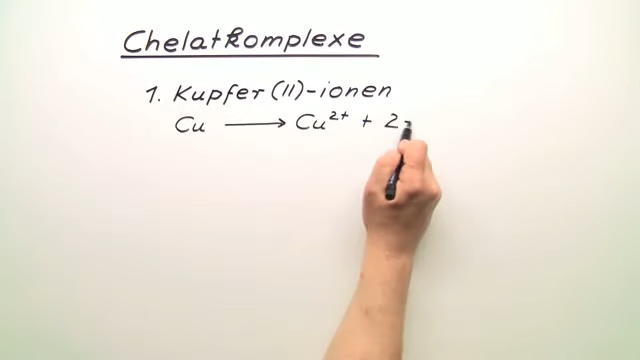 Chelatkomplexe
1. Kupfer(II)-ionen
Cu ⟶ Cu²⁺ + 2